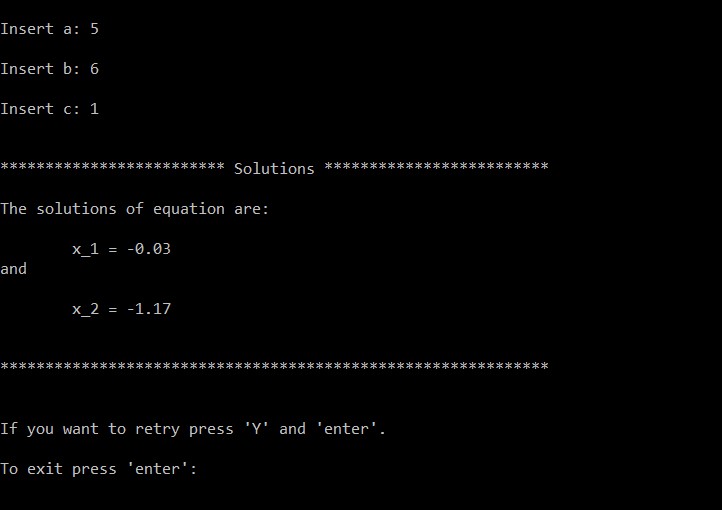 Insert a: 5
Insert b: 6
Insert c: 1
************************* Solutions *************************
The solutions of equation are:
x_1 = -0.03
and
x_2 = -1.17
*************************************************************
If you want to retry press 'Y' and 'enter'.
To exit press 'enter':